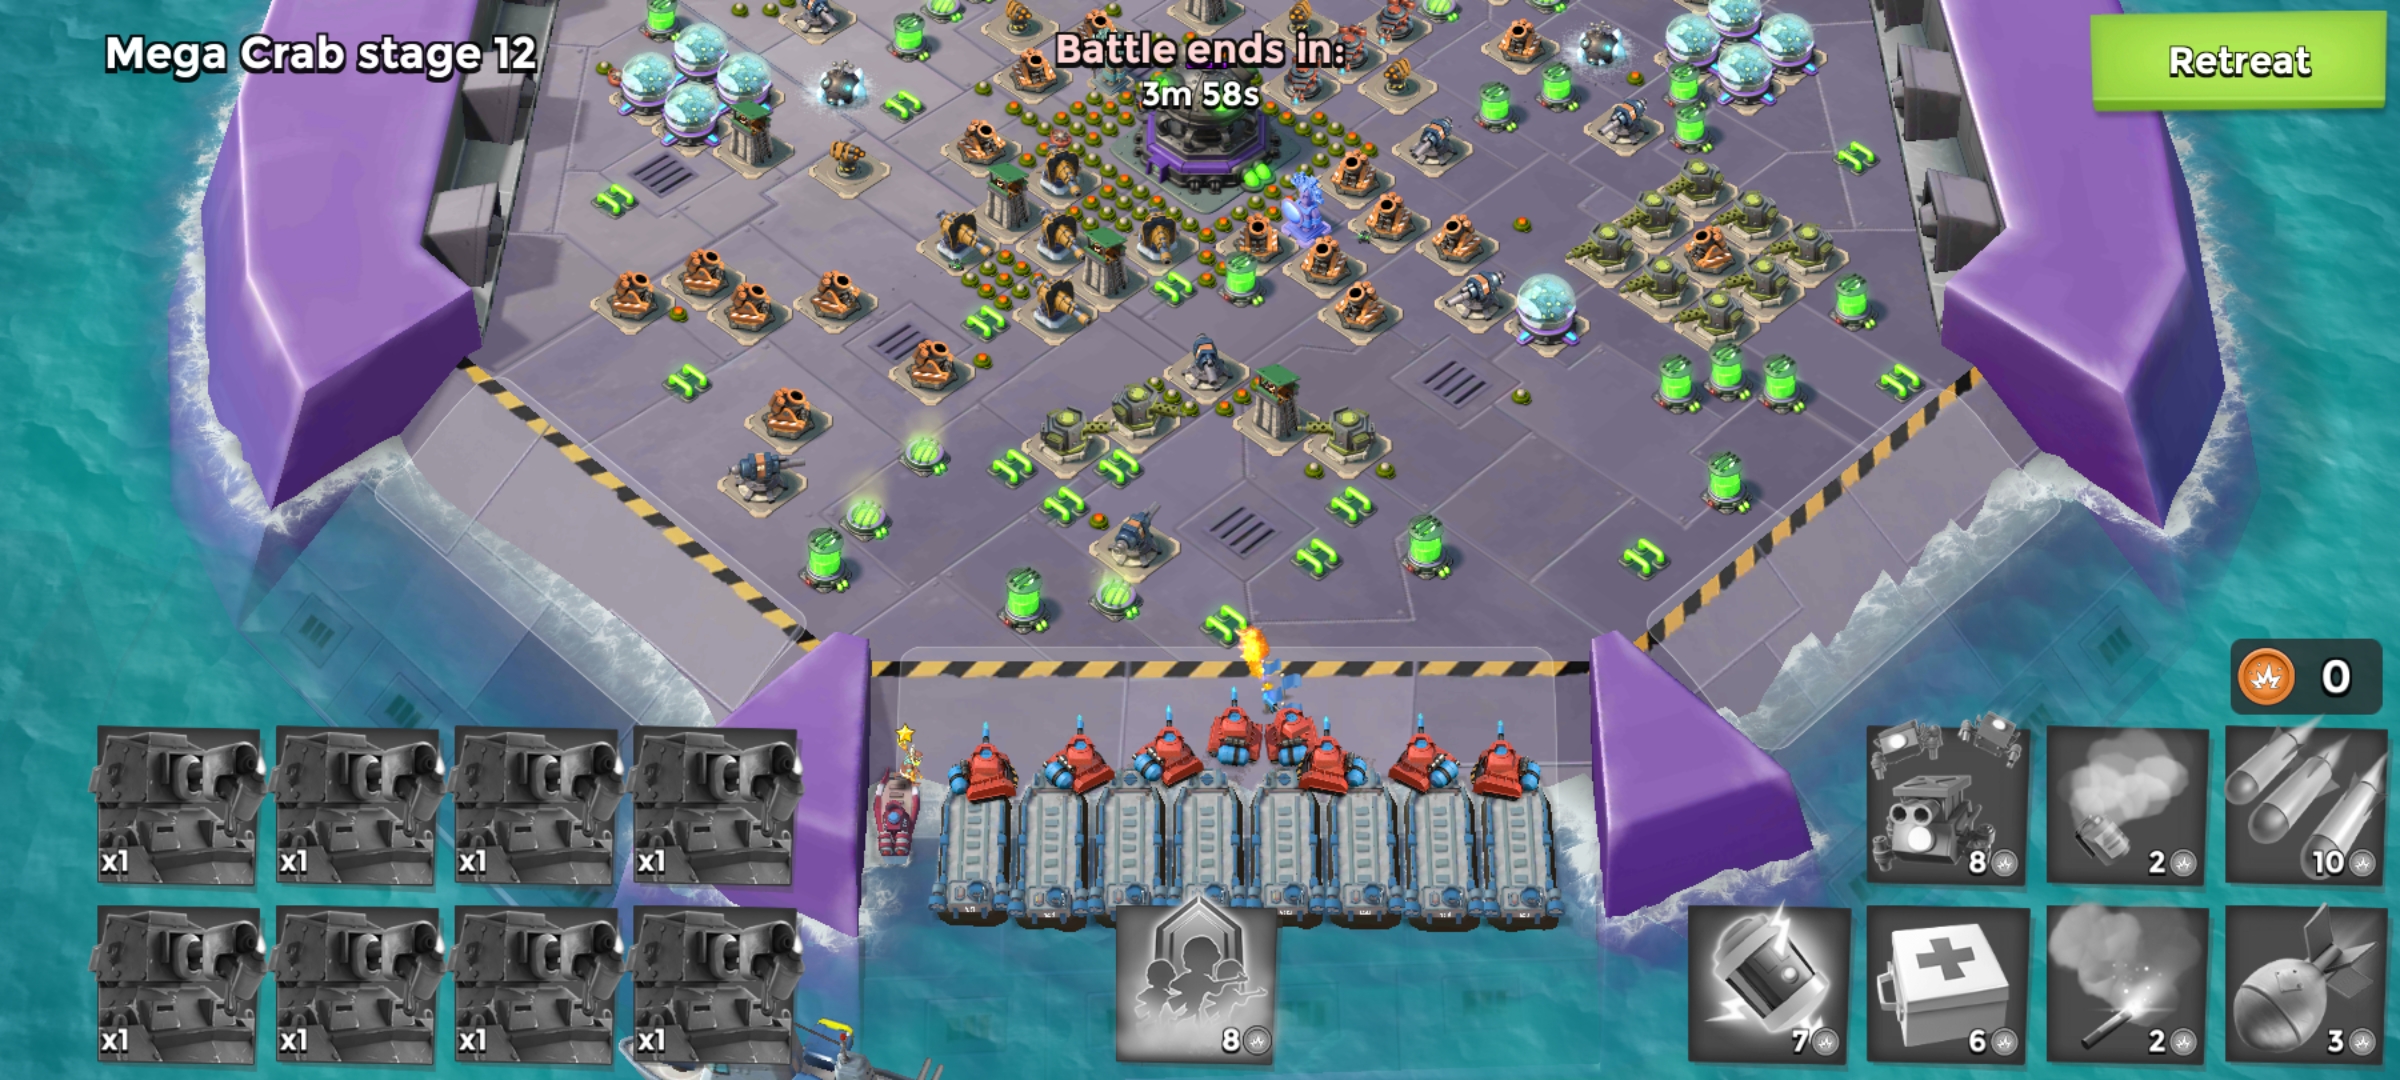 Mega Crab stage 12
Battle ends in:
3m 58s
Retreat
0
x1 x1 x1 x1
8 2 10
x1 x1 x1 x1
8
7 6 2 3